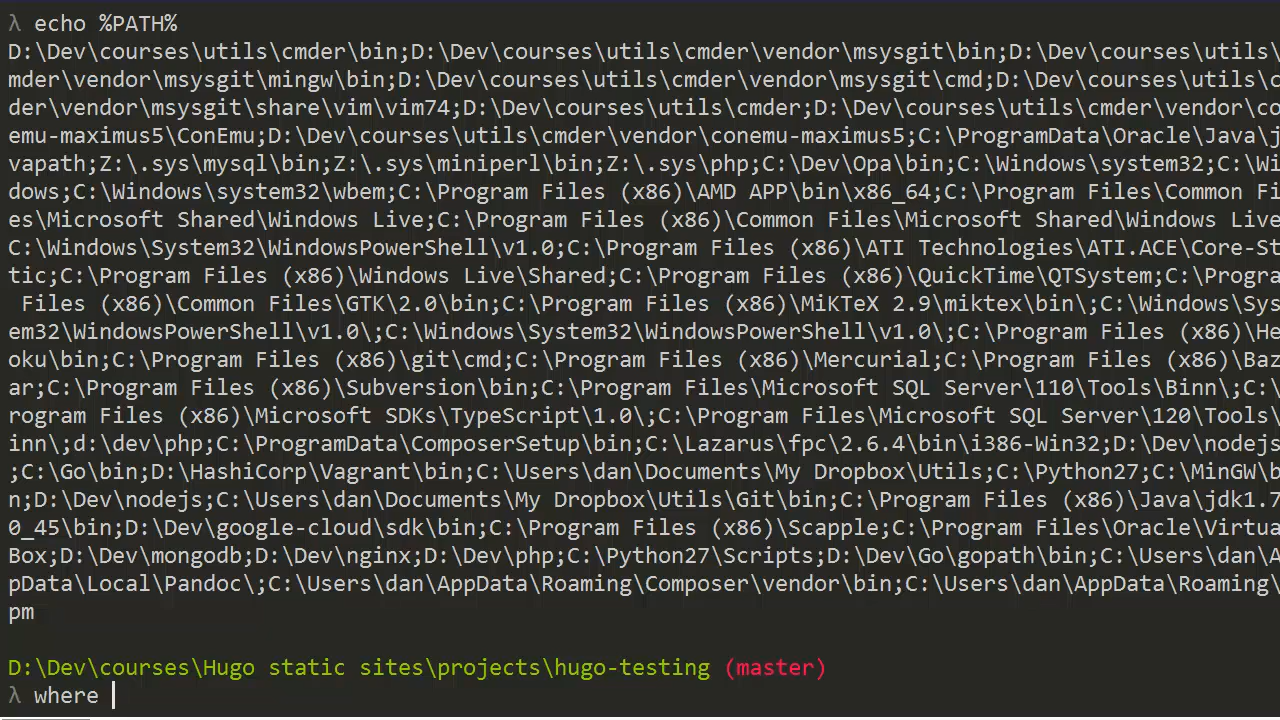 λ echo %PATH%
D:\Dev\courses\utils\cmder\bin;D:\Dev\courses\utils\cmder\vendor\msysgit\bin;D:\Dev\courses\utils\
mder\vendor\msysgit\mingw\bin;D:\Dev\courses\utils\cmder\vendor\msysgit\cmd;D:\Dev\courses\utils\c
der\vendor\msysgit\share\vim\vim74;D:\Dev\courses\utils\cmder;D:\Dev\courses\utils\cmder\vendor\co
emu-maximus5\ConEmu;D:\Dev\courses\utils\cmder\vendor\conemu-maximus5;C:\ProgramData\Oracle\Java\j
vapath;Z:\.sys\mysql\bin;Z:\.sys\miniperl\bin;Z:\.sys\php;C:\Dev\Opa\bin;C:\Windows\system32;C:\Wi
dows;C:\Windows\system32\wbem;C:\Program Files (x86)\AMD APP\bin\x86_64;C:\Program Files\Common Fi
es\Microsoft Shared\Windows Live;C:\Program Files (x86)\Common Files\Microsoft Shared\Windows Live
C:\Windows\System32\WindowsPowerShell\v1.0;C:\Program Files (x86)\ATI Technologies\ATI.ACE\Core-St
tic;C:\Program Files (x86)\Windows Live\Shared;C:\Program Files (x86)\QuickTime\QTSystem;C:\Progra
Files (x86)\Common Files\GTK\2.0\bin;C:\Program Files (x86)\MiKTeX 2.9\miktex\bin\;C:\Windows\Sys
em32\WindowsPowerShell\v1.0\;C:\Windows\System32\WindowsPowerShell\v1.0\;C:\Program Files (x86)\He
oku\bin;C:\Program Files (x86)\git\cmd;C:\Program Files (x86)\Mercurial;C:\Program Files (x86)\Baz
ar;C:\Program Files (x86)\Subversion\bin;C:\Program Files\Microsoft SQL Server\110\Tools\Binn\;C:\
rogram Files (x86)\Microsoft SDKs\TypeScript\1.0\;C:\Program Files\Microsoft SQL Server\120\Tools\
inn\;d:\dev\php;C:\ProgramData\ComposerSetup\bin;C:\Lazarus\fpc\2.6.4\bin\i386-Win32;D:\Dev\nodejs
;C:\Go\bin;D:\HashiCorp\Vagrant\bin;C:\Users\dan\Documents\My Dropbox\Utils;C:\Python27;C:\MinGW\b
n;D:\Dev\nodejs;C:\Users\dan\Documents\My Dropbox\Utils\Git\bin;C:\Program Files (x86)\Java\jdk1.7
0_45\bin;D:\Dev\google-cloud\sdk\bin;C:\Program Files (x86)\Scapple;C:\Program Files\Oracle\Virtua
Box;D:\Dev\mongodb;D:\Dev\nginx;D:\Dev\php;C:\Python27\Scripts;D:\Dev\Go\gopath\bin;C:\Users\dan\A
pData\Local\Pandoc\;C:\Users\dan\AppData\Roaming\Composer\vendor\bin;C:\Users\dan\AppData\Roaming\
pm
D:\Dev\courses\Hugo static sites\projects\hugo-testing (master)
λ where